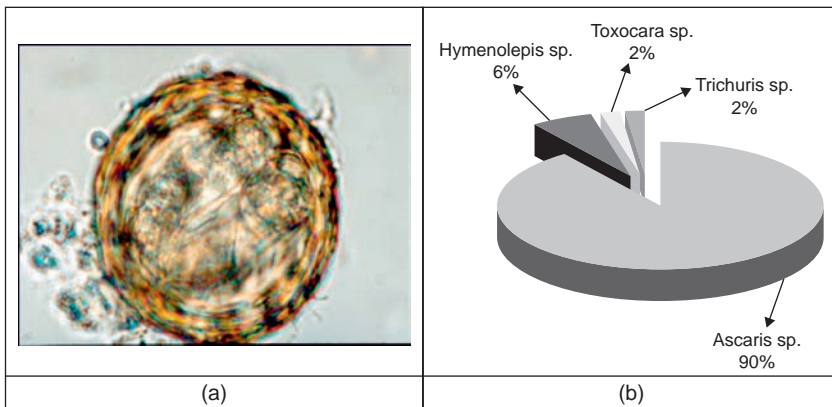 Toxocara sp.
2%
Hymenolepis sp.
6%
Trichuris sp.
2%
Ascaris sp.
90%
(a)
(b)